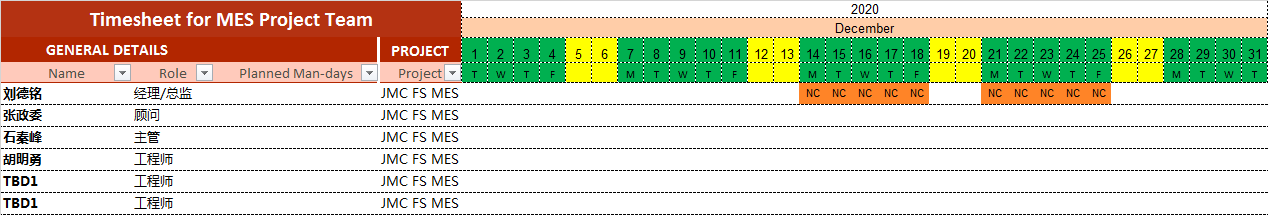 Timesheet for MES Project Team 2020
December
GENERAL DETAILS PROJECT 1 2 3 4 5 6 7 8 9 10 11 12 13 14 15 16 17 18 19 20 21 22 23 24 25 26 27 28 29 30 31
Name Role Planned Man-days Project T W T F M T W T F M T W T F M T W T F M T W T
刘德铭 经理/总监 JMC FS MES NC NC NC NC NC NC NC NC NC NC
张政委 顾问 JMC FS MES
石秦峰 主管 JMC FS MES
胡明勇 工程师 JMC FS MES
TBD1 工程师 JMC FS MES
TBD1 工程师 JMC FS MES